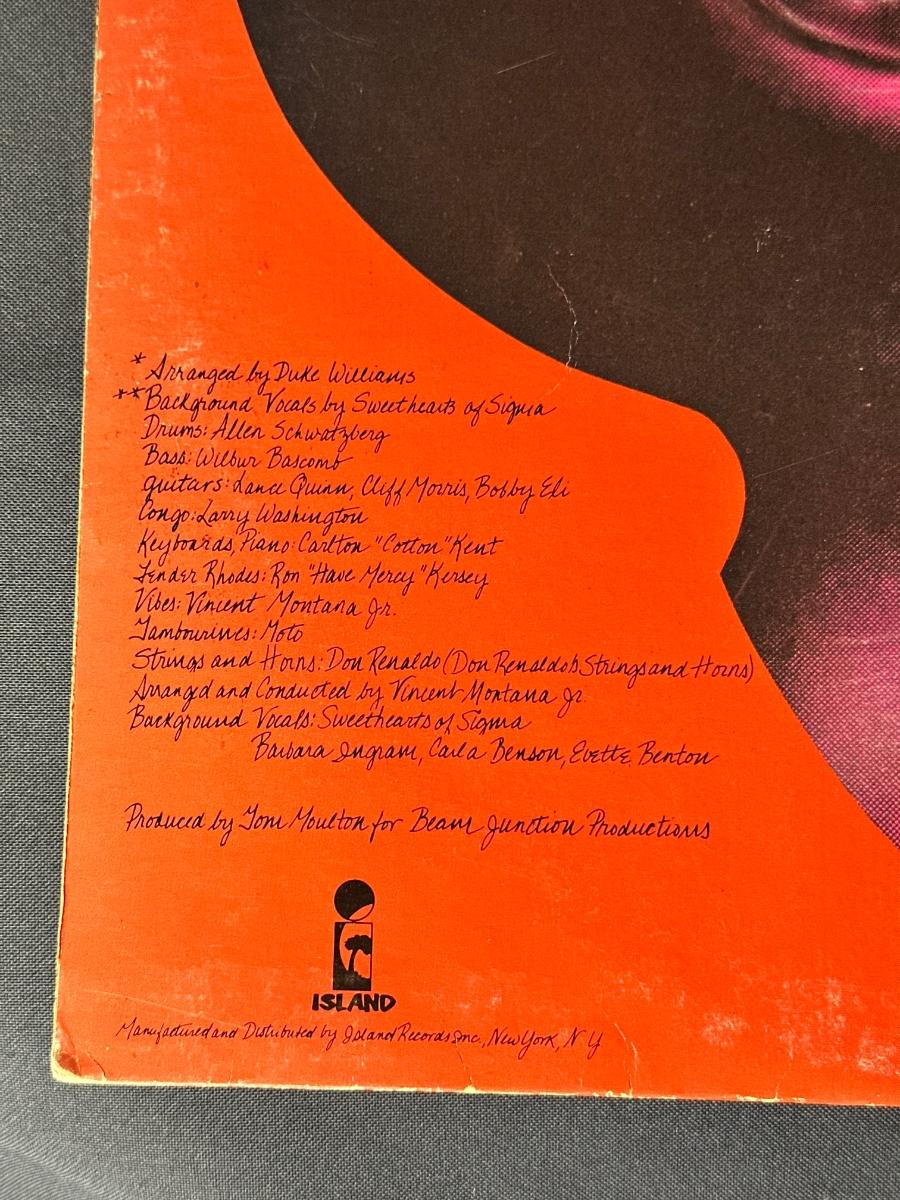 * Arranged by Duke Williams
** Background Vocals by Sweethearts of Sigma
Drums: Allen Schwatzberg
Bass: Wilbur Bascomb
guitars: Lance Quinn, Cliff Morris, Bobby Eli
Congo: Larry Washington
Keyboards, Piano: Carlton "Cotton" Kent
Fender Rhodes: Ron "Have Mercy" Kersey
Vibes: Vincent Montana Jr.
Tambourines: Moto
Strings and Horns: Don Renaldo (Don Renaldo's Strings and Horns)
Arrangd and Conducted by Vincent Montana Jr.
Background Vocals: Sweethearts of Sigma
Barbara Ingram, Carla Benson, Evette Benton
Produced by Tom Moulton for Beam Junction Productions
ISLAND
Manufactured and Distributed by Island Records Inc., New York, N Y